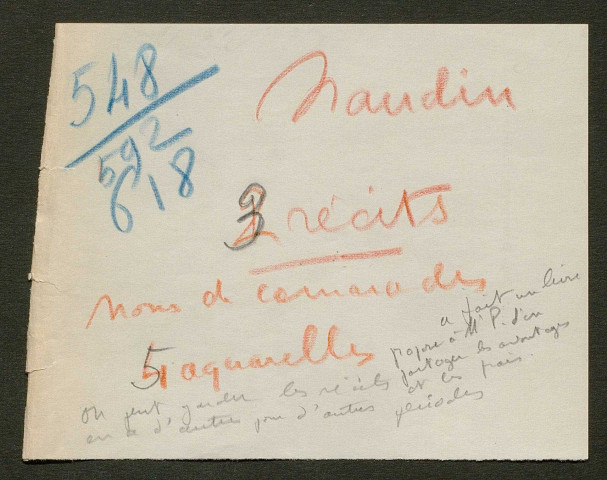 548
592
618
Naudin
3 récits
Noms de camarades
5 aquarelles
a fait un livre
propose à Mr P. d'en
partager les avantages
et les frais.
On peut garder les récits
en a d'autres pour d'autres périodes